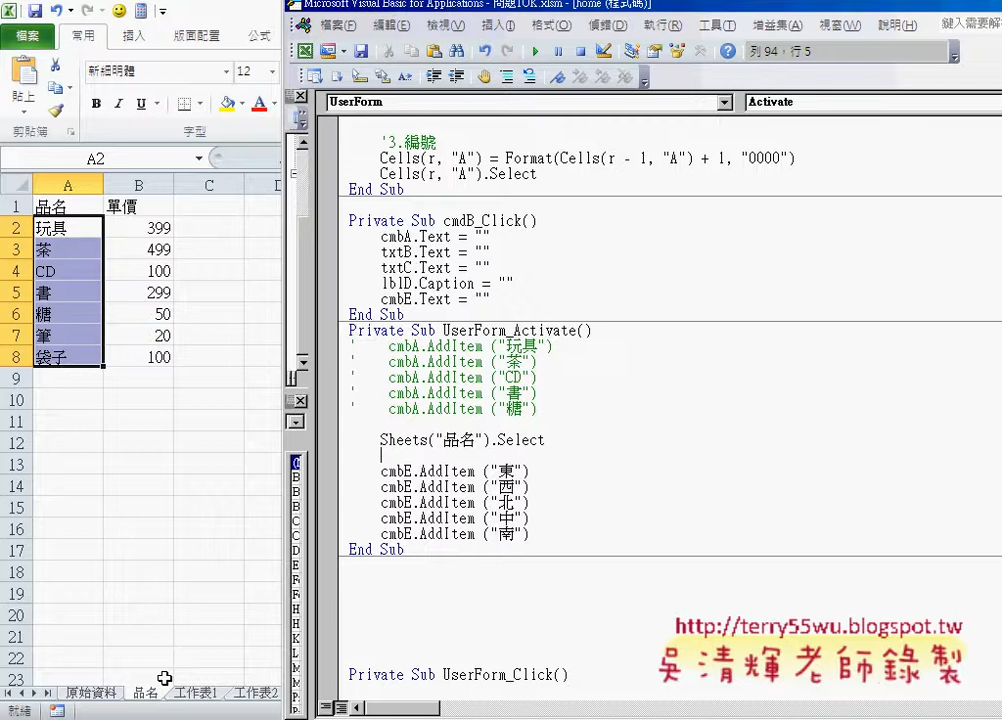 Microsoft Visual Basic for Applications - 問題TOK.xlsm - [home (程式碼)]
檔案 常用 插入 版面配置 公式
檔案(F) 編輯(E) 檢視(V) 插入(I) 格式(O) 偵錯(D) 執行(R) 工具(T) 增益集(A) 視窗(W) 說明(H) 鍵入需要解
貼上
新細明體 12
B I U A
剪貼簿 字型
列 94，行 5
A2
UserForm Activate
A B C D
1 品名 單價
2 玩具 399
3 茶 499
4 CD 100
5 書 299
6 糖 50
7 筆 20
8 袋子 100
9
10
11
12
13
14
15
16
17
18
19
20
21
22
23
原始資料 品名 工作表1 工作表2
就緒
'3.編號
Cells(r, "A") = Format(Cells(r - 1, "A") + 1, "0000")
Cells(r, "A").Select
End Sub
Private Sub cmdB_Click()
cmbA.Text = ""
txtB.Text = ""
txtC.Text = ""
lblD.Caption = ""
cmbE.Text = ""
End Sub
Private Sub UserForm_Activate()
' cmbA.AddItem ("玩具")
' cmbA.AddItem ("茶")
' cmbA.AddItem ("CD")
' cmbA.AddItem ("書")
' cmbA.AddItem ("糖")
Sheets("品名").Select
cmbE.AddItem ("東")
cmbE.AddItem ("西")
cmbE.AddItem ("北")
cmbE.AddItem ("中")
cmbE.AddItem ("南")
End Sub
Private Sub UserForm_Click()
http://terry55wu.blogspot.tw
吳清輝老師錄製